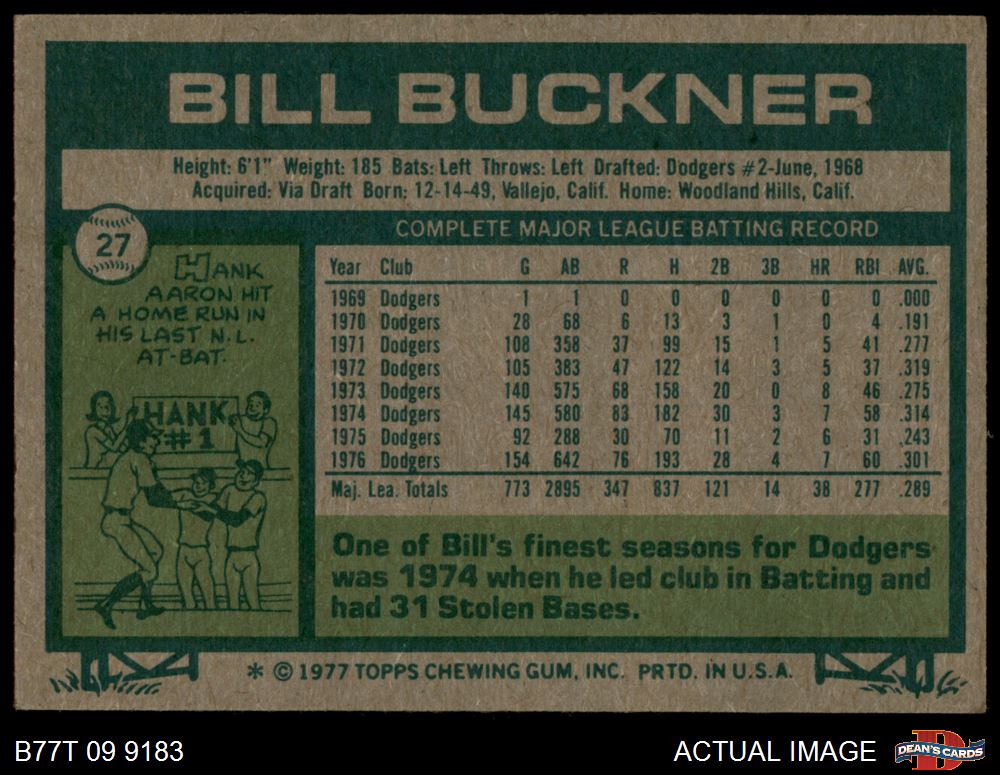 BILL BUCKNER
Height: 6'1" Weight: 185 Bats: Left Throws: Left Drafted: Dodgers #2-June, 1968
Acquired: Via Draft Born: 12-14-49, Vallejo, Calif. Home: Woodland Hills, Calif.
27
HANK
AARON HIT
A HOME RUN IN
HIS LAST N.L.
AT-BAT.
HANK
#1
COMPLETE MAJOR LEAGUE BATTING RECORD
Year Club G AB R H 2B 3B HR RBI AVG.
1969 Dodgers 1 1 0 0 0 0 0 0 .000
1970 Dodgers 28 68 6 13 3 1 0 4 .191
1971 Dodgers 108 358 37 99 15 1 5 41 .277
1972 Dodgers 105 383 47 122 14 3 5 37 .319
1973 Dodgers 140 575 68 158 20 0 8 46 .275
1974 Dodgers 145 580 83 182 30 3 7 58 .314
1975 Dodgers 92 288 30 70 11 2 6 31 .243
1976 Dodgers 154 642 76 193 28 4 7 60 .301
Maj. Lea. Totals 773 2895 347 837 121 14 38 277 .289
One of Bill's finest seasons for Dodgers
was 1974 when he led club in Batting and
had 31 Stolen Bases.
* © 1977 TOPPS CHEWING GUM, INC. PRTD. IN U.S.A.
B77T 09 9183
ACTUAL IMAGE
D
DEAN'S CARDS